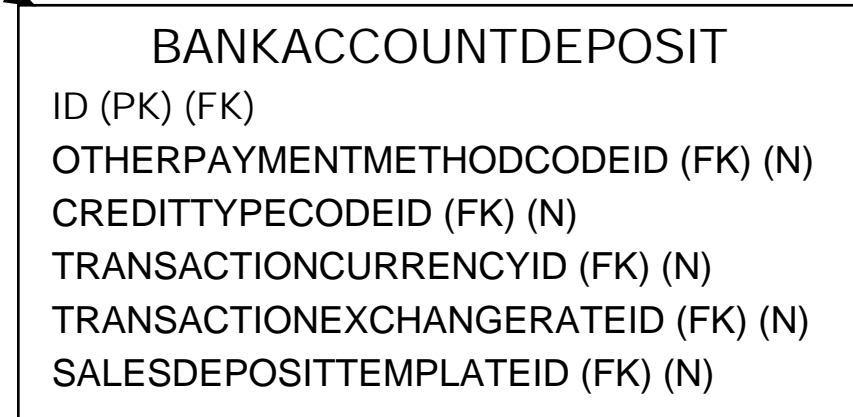 BANKACCOUNTDEPOSIT
ID (PK) (FK)
OTHERPAYMENTMETHODCODEID (FK) (N)
CREDITTYPECODEID (FK) (N)
TRANSACTIONCURRENCYID (FK) (N)
TRANSACTIONEXCHANGERATEID (FK) (N)
SALESDEPOSITTEMPLATEID (FK) (N)